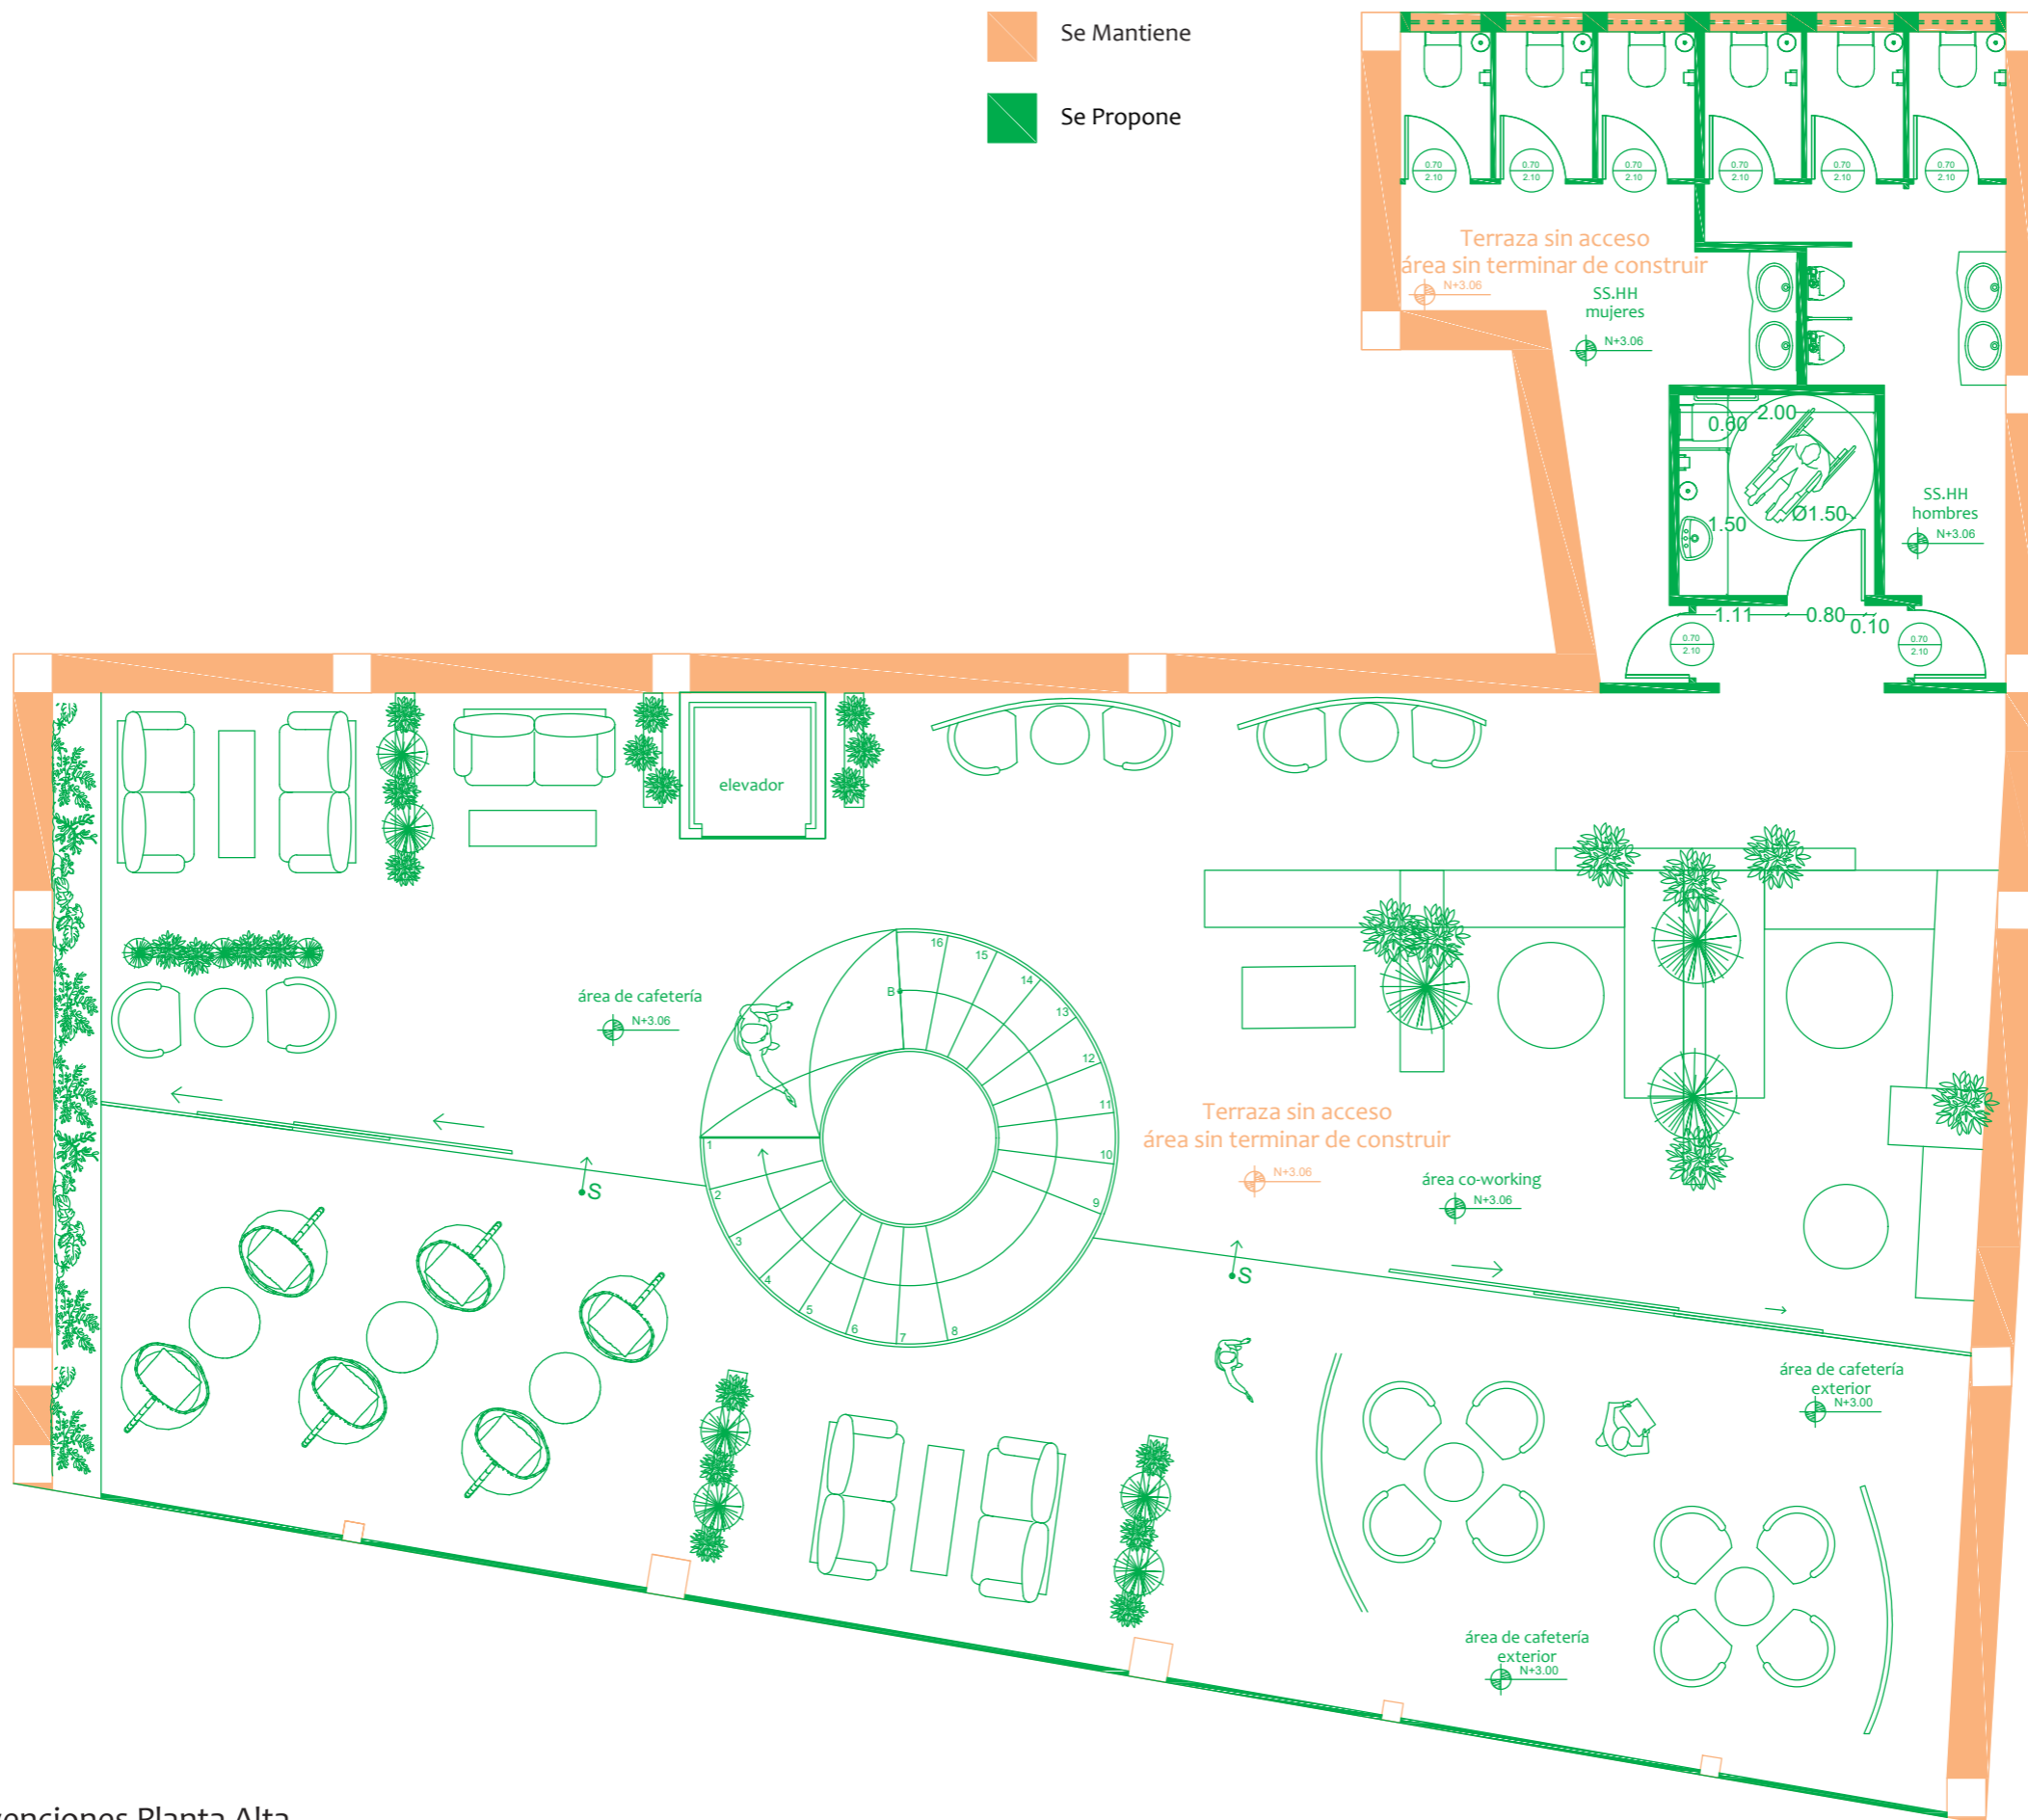 Se Mantiene
Se Propone
0.70
2.10
0.70
2.10
0.70
2.10
0.70
2.10
0.70
2.10
0.70
2.10
Terraza sin acceso
área sin terminar de construir
N+3.06
SS.HH
mujeres
N+3.06
2.00
0.60
1.50
Ø1.50
SS.HH
hombres
N+3.06
1.11
0.80
0.10
0.70
2.10
0.70
2.10
elevador
área de cafetería
N+3.06
B
16
15
14
13
12
11
10
9
8
7
6
5
4
3
2
1
S
Terraza sin acceso
área sin terminar de construir
N+3.06
área co-working
N+3.06
S
área de cafetería
exterior
N+3.00
área de cafetería
exterior
N+3.00
Planta Alta